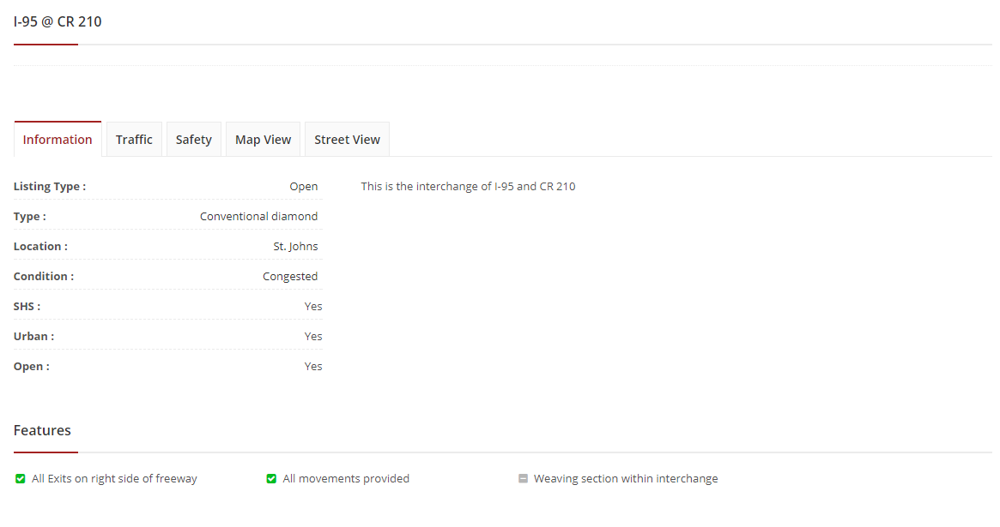 I-95 @ CR 210
Information Traffic Safety Map View Street View
Listing Type : Open
This is the interchange of I-95 and CR 210
Type : Conventional diamond
Location : St. Johns
Condition : Congested
SHS : Yes
Urban : Yes
Open : Yes
Features
All Exits on right side of freeway All movements provided Weaving section within interchange